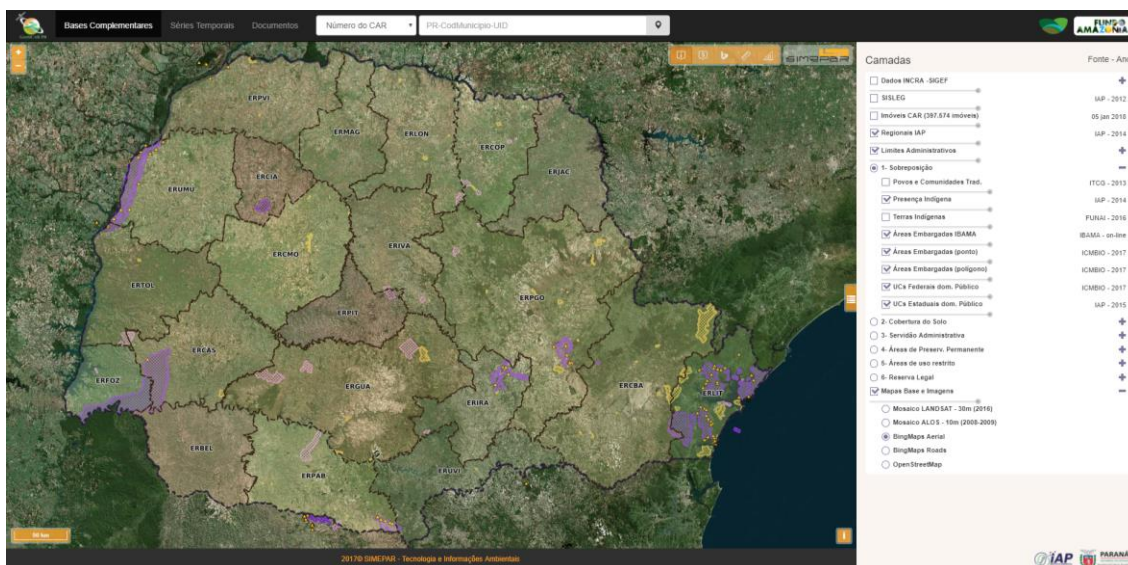 Bases Complementares
Séries Temporais
Documentos
Número do CAR
PR-CodMunicipio-UID
FUNDO
AMAZÔNIA
+
−
SIMEPAR
ERPVI
ERMAG
ERLON
ERCOP
ERJAC
ERUMU
ERCIA
ERCMO
ERIVA
ERPGO
ERTOL
ERPIT
ERCAS
ERFOZ
ERGUA
ERIRA
ERCBA
ERLIT
ERBEL
ERPAB
ERUVI
2017© SIMEPAR - Tecnologia e Informações Ambientais
Camadas Fonte - Ano
Dados INCRA -SIGEF +
SISLEG IAP - 2012
Imóveis CAR (397.574 imóveis) 05 jan 2018
Regionais IAP IAP - 2014
Limites Administrativos +
1- Sobreposição −
Povos e Comunidades Trad. ITCG - 2013
Presença Indígena IAP - 2014
Terras Indígenas FUNAI - 2016
Áreas Embargadas IBAMA IBAMA - on-line
Áreas Embargadas (ponto) ICMBIO - 2017
Áreas Embargadas (polígono) ICMBIO - 2017
UCs Federais dom. Público ICMBIO - 2017
UCs Estaduais dom. Público IAP - 2015
2- Cobertura do Solo +
3- Servidão Administrativa +
4- Áreas de Preserv. Permanente +
5- Áreas de uso restrito +
6- Reserva Legal +
Mapas Base e Imagens −
Mosaico LANDSAT - 30m (2016)
Mosaico ALOS - 10m (2008-2009)
BingMaps Aerial
BingMaps Roads
OpenStreetMap
IAP
PARANÁ